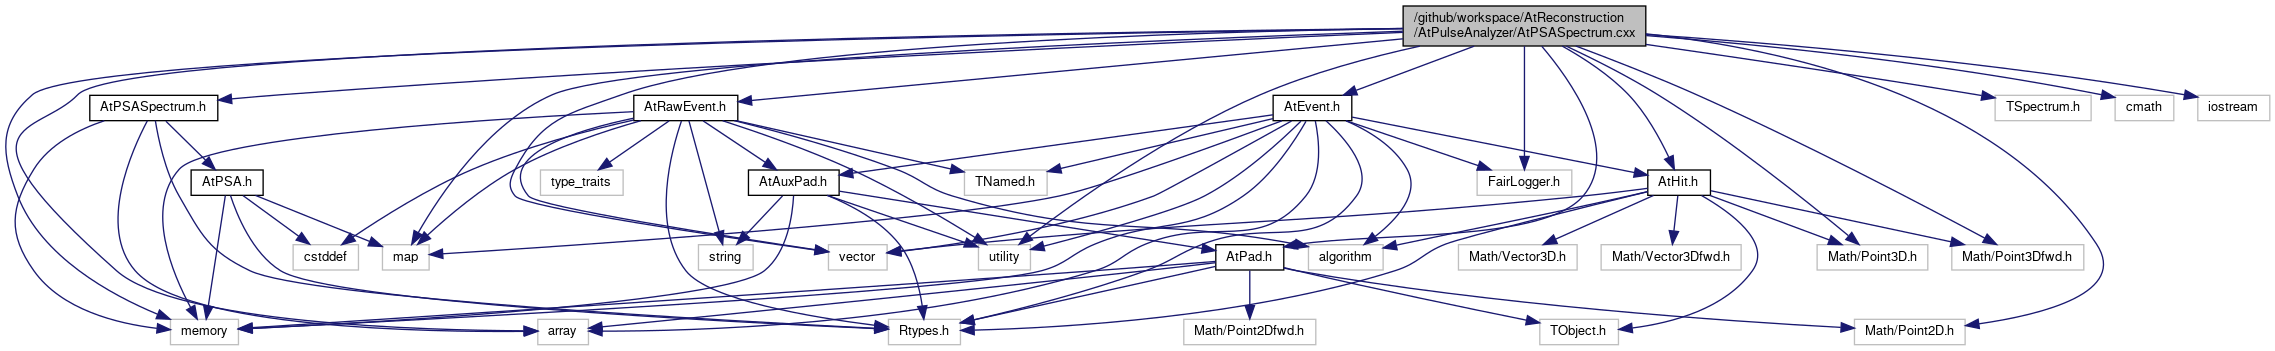 /github/workspace/AtReconstruction
/AtPulseAnalyzer/AtPSASpectrum.cxx
AtPSASpectrum.h
AtRawEvent.h
AtEvent.h
TSpectrum.h
cmath
iostream
AtPSA.h
type_traits
AtAuxPad.h
TNamed.h
FairLogger.h
AtHit.h
cstddef
map
string
vector
utility
AtPad.h
algorithm
Math/Vector3D.h
Math/Vector3Dfwd.h
Math/Point3D.h
Math/Point3Dfwd.h
memory
array
Rtypes.h
Math/Point2Dfwd.h
TObject.h
Math/Point2D.h